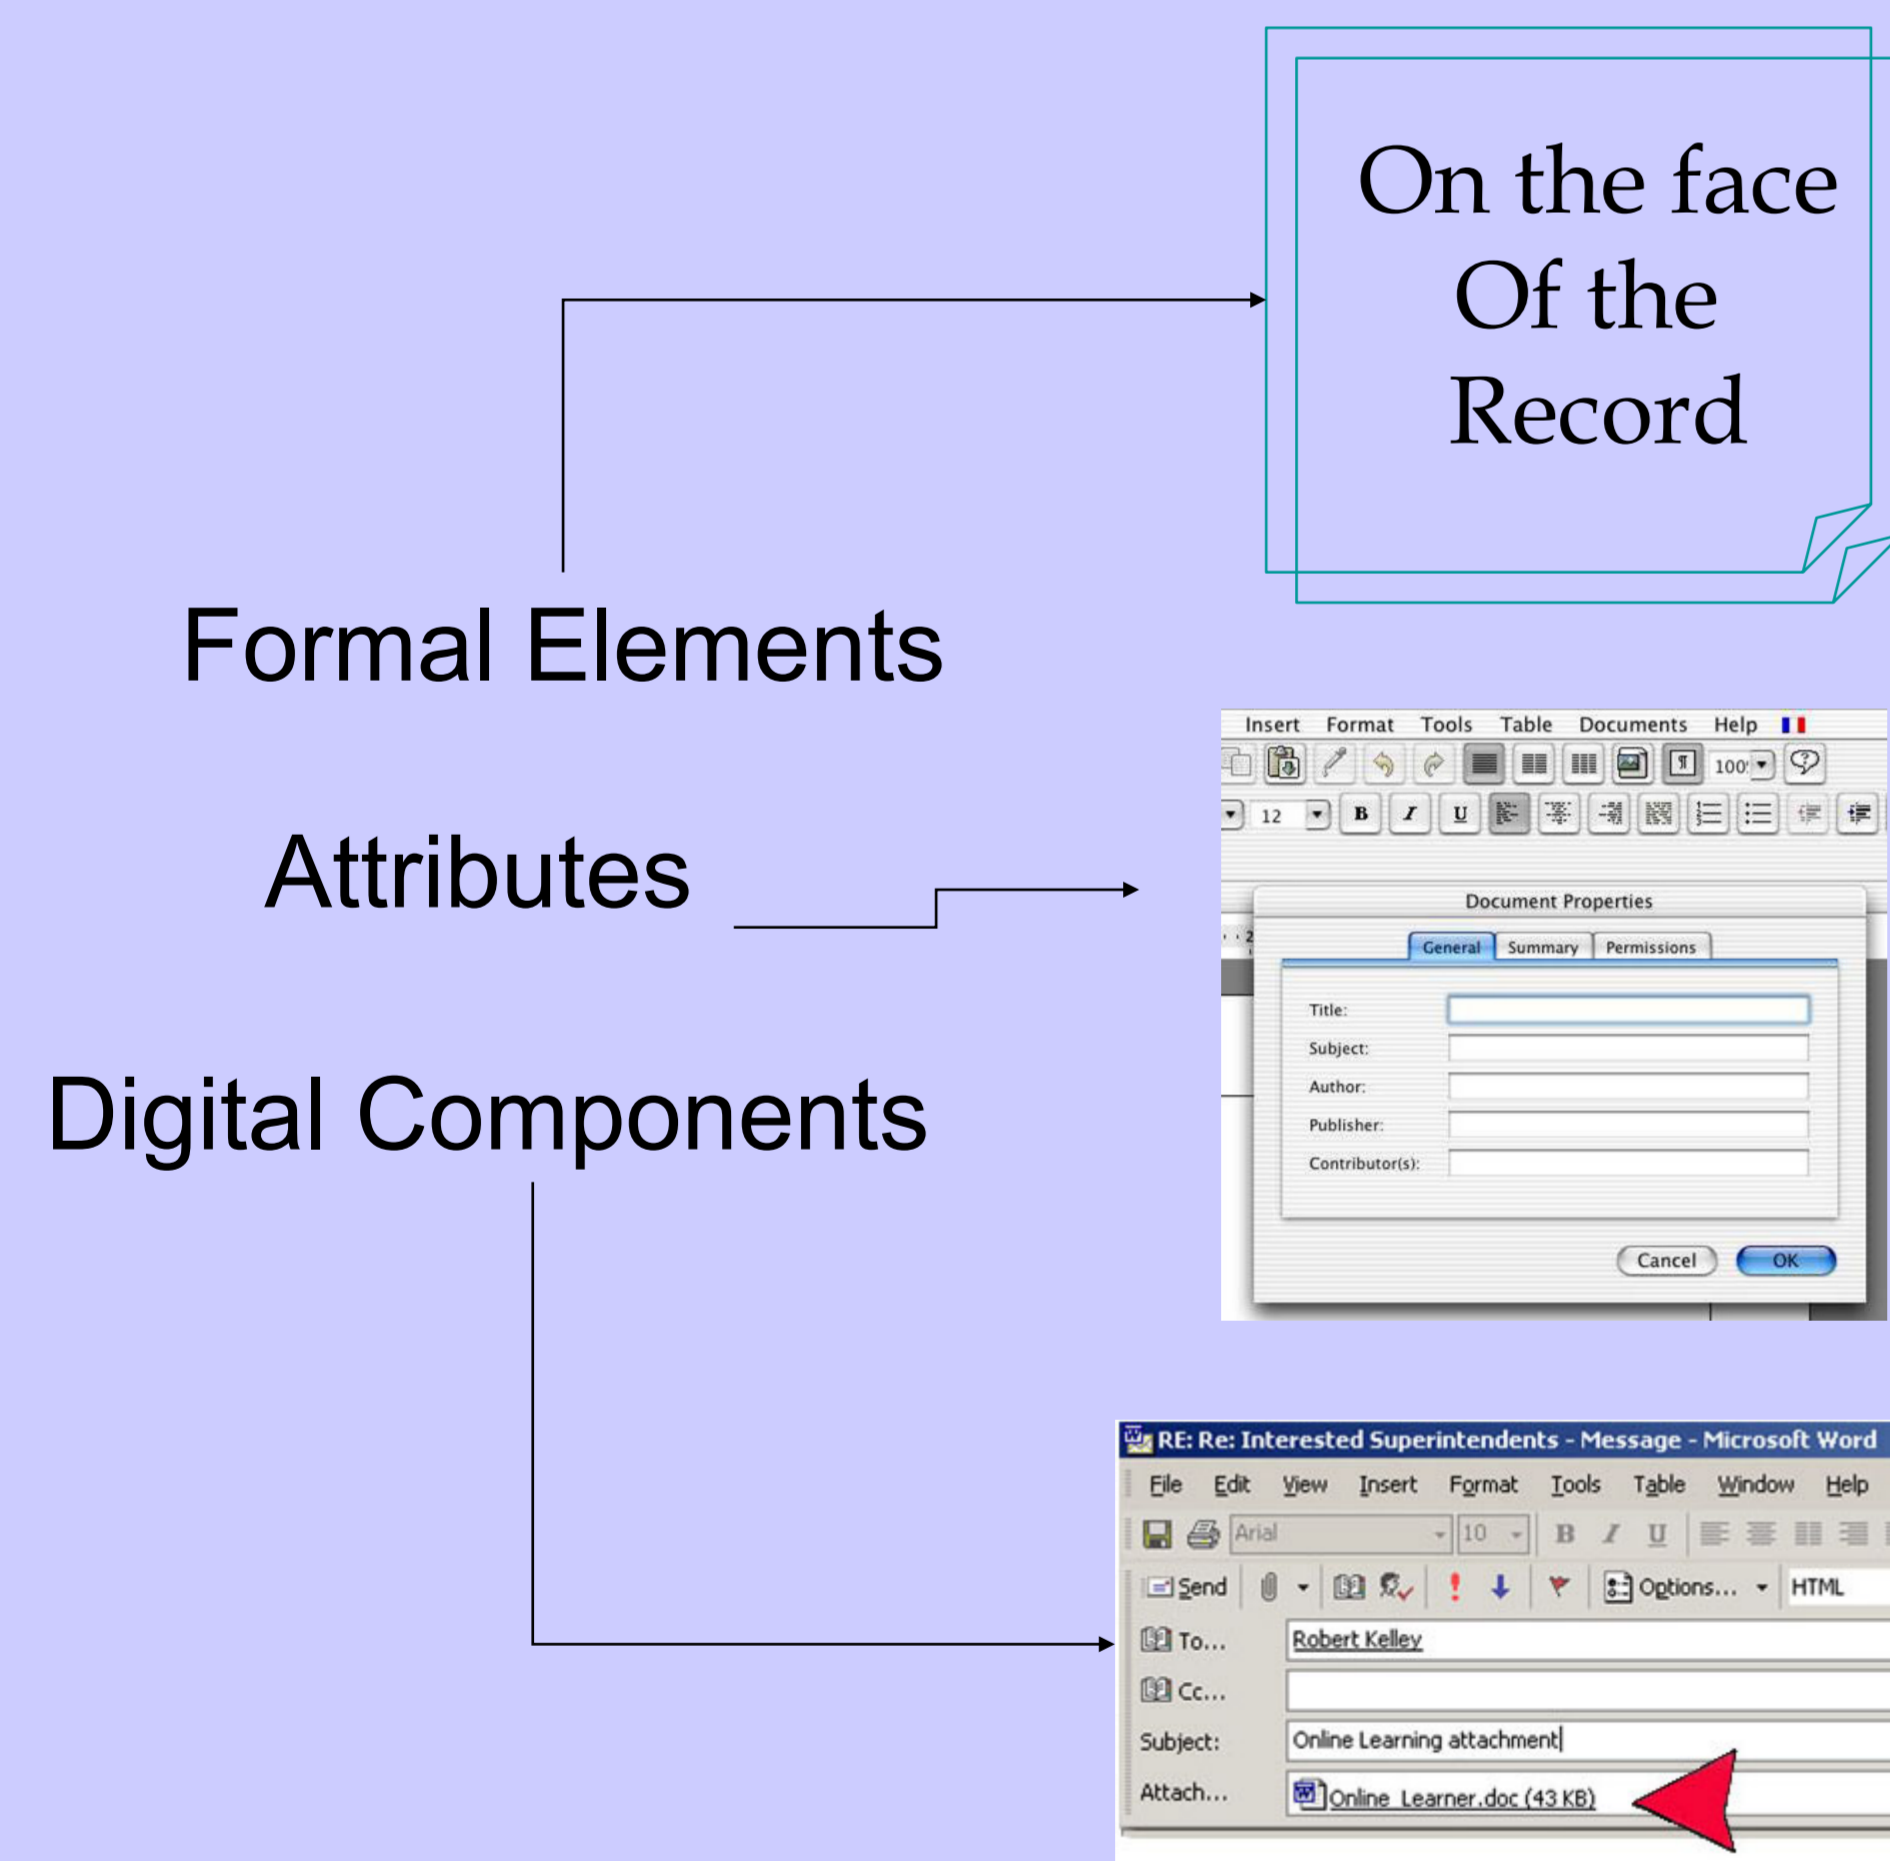 On the face
Of the
Record
Formal Elements
Attributes
Digital Components
Insert Format Tools Table Documents Help
100
12 B I U
Document Properties
General Summary Permissions
Title:
Subject:
Author:
Publisher:
Contributor(s):
Cancel OK
RE: Re: Interested Superintendents - Message - Microsoft Word
File Edit View Insert Format Tools Table Window Help
Arial 10 B I U
Send Options... HTML
To... Robert Kelley
Cc...
Subject: Online Learning attachment
Attach... Online_Learner.doc (43 KB)